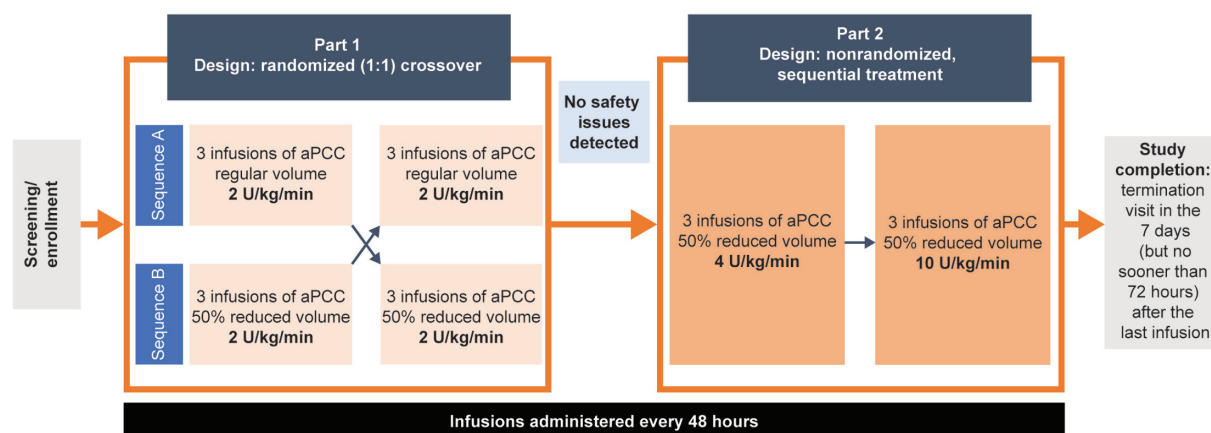 Screening/
enrollment
Part 1
Design: randomized (1:1) crossover
Sequence A
3 infusions of aPCC
regular volume
2 U/kg/min
3 infusions of aPCC
regular volume
2 U/kg/min
Sequence B
3 infusions of aPCC
50% reduced volume
2 U/kg/min
3 infusions of aPCC
50% reduced volume
2 U/kg/min
No safety
issues
detected
Part 2
Design: nonrandomized,
sequential treatment
3 infusions of aPCC
50% reduced volume
4 U/kg/min
3 infusions of aPCC
50% reduced volume
10 U/kg/min
Study
completion:
termination
visit in the
7 days
(but no
sooner than
72 hours)
after the
last infusion
Infusions administered every 48 hours